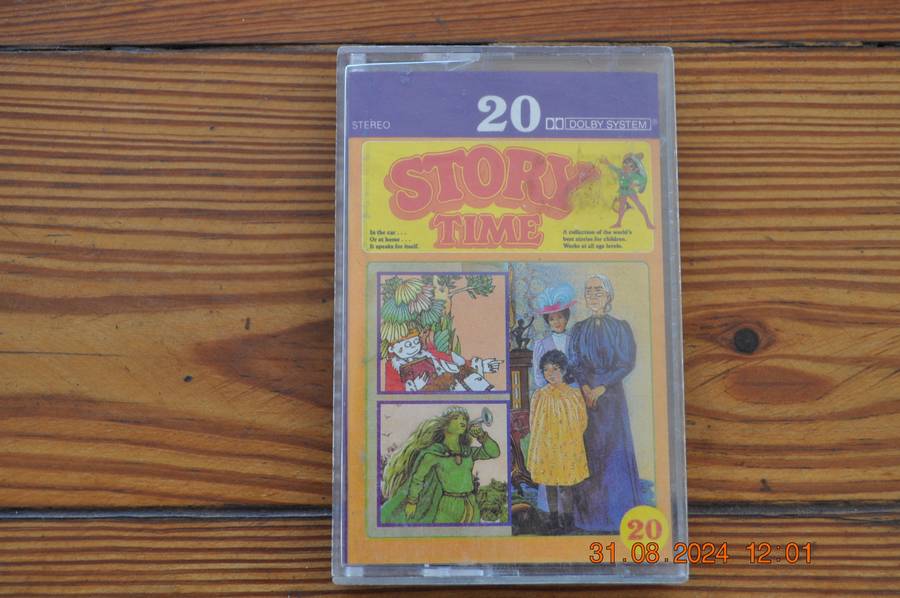 20
STEREO
DOLBY SYSTEM®
STORY
TIME
In the car . . .
Or at home . . .
It speaks for itself.
A collection of the world's
best stories for children.
Works at all age levels.
20
31.08.2024 12:01